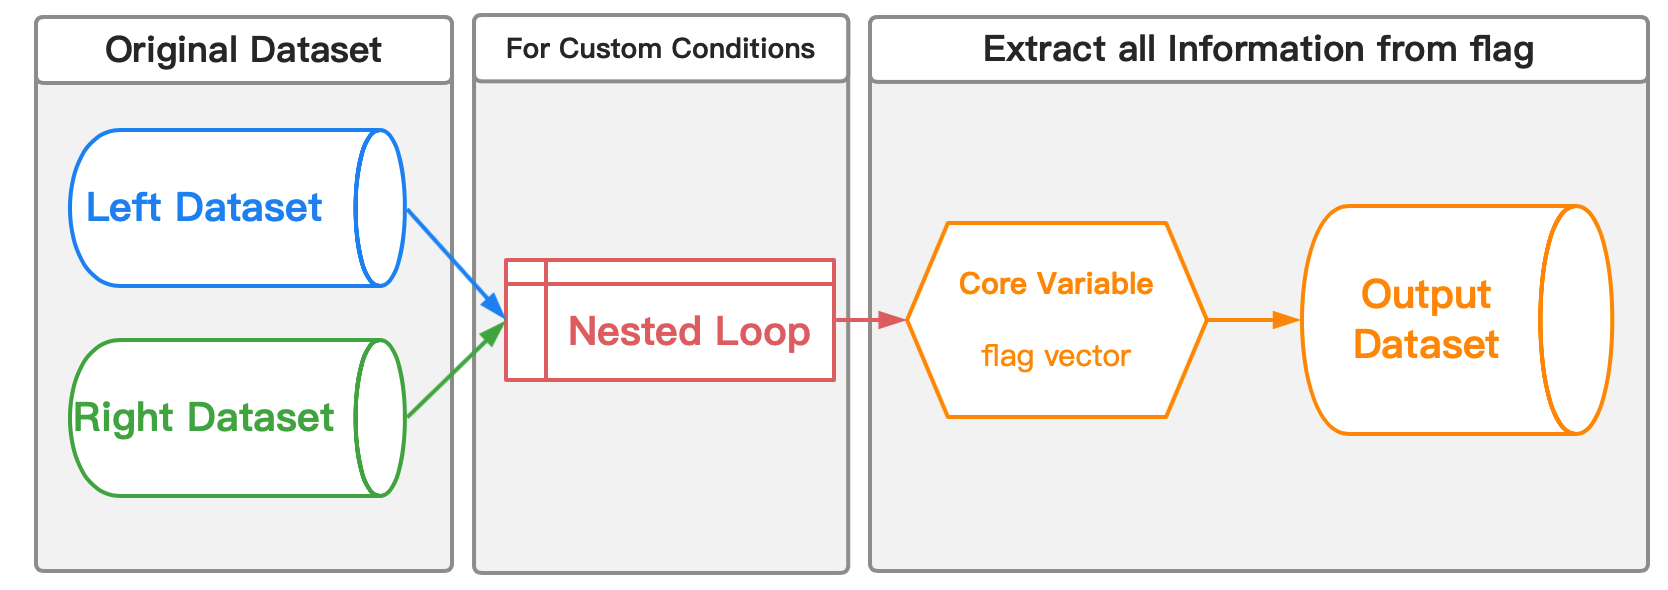 Original Dataset
For Custom Conditions
Extract all Information from flag
Left Dataset
Right Dataset
Nested Loop
Core Variable
flag vector
Output
Dataset